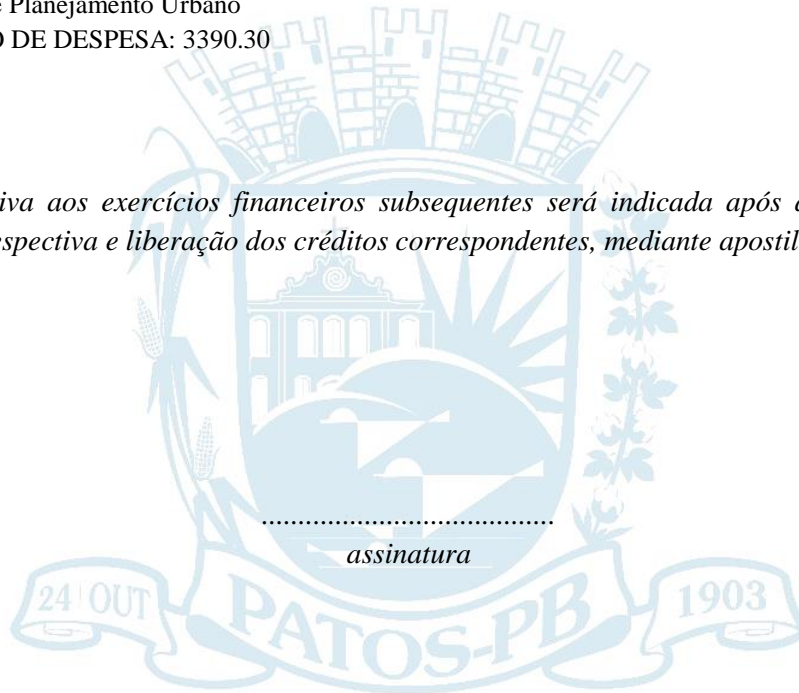 e Planejamento Urbano
O DE DESPESA: 3390.30
iva aos exercícios financeiros subsequentes será indicada após a
espectiva e liberação dos créditos correspondentes, mediante apostil
.......................................
assinatura
24 OUT
PATOS-PB
1903